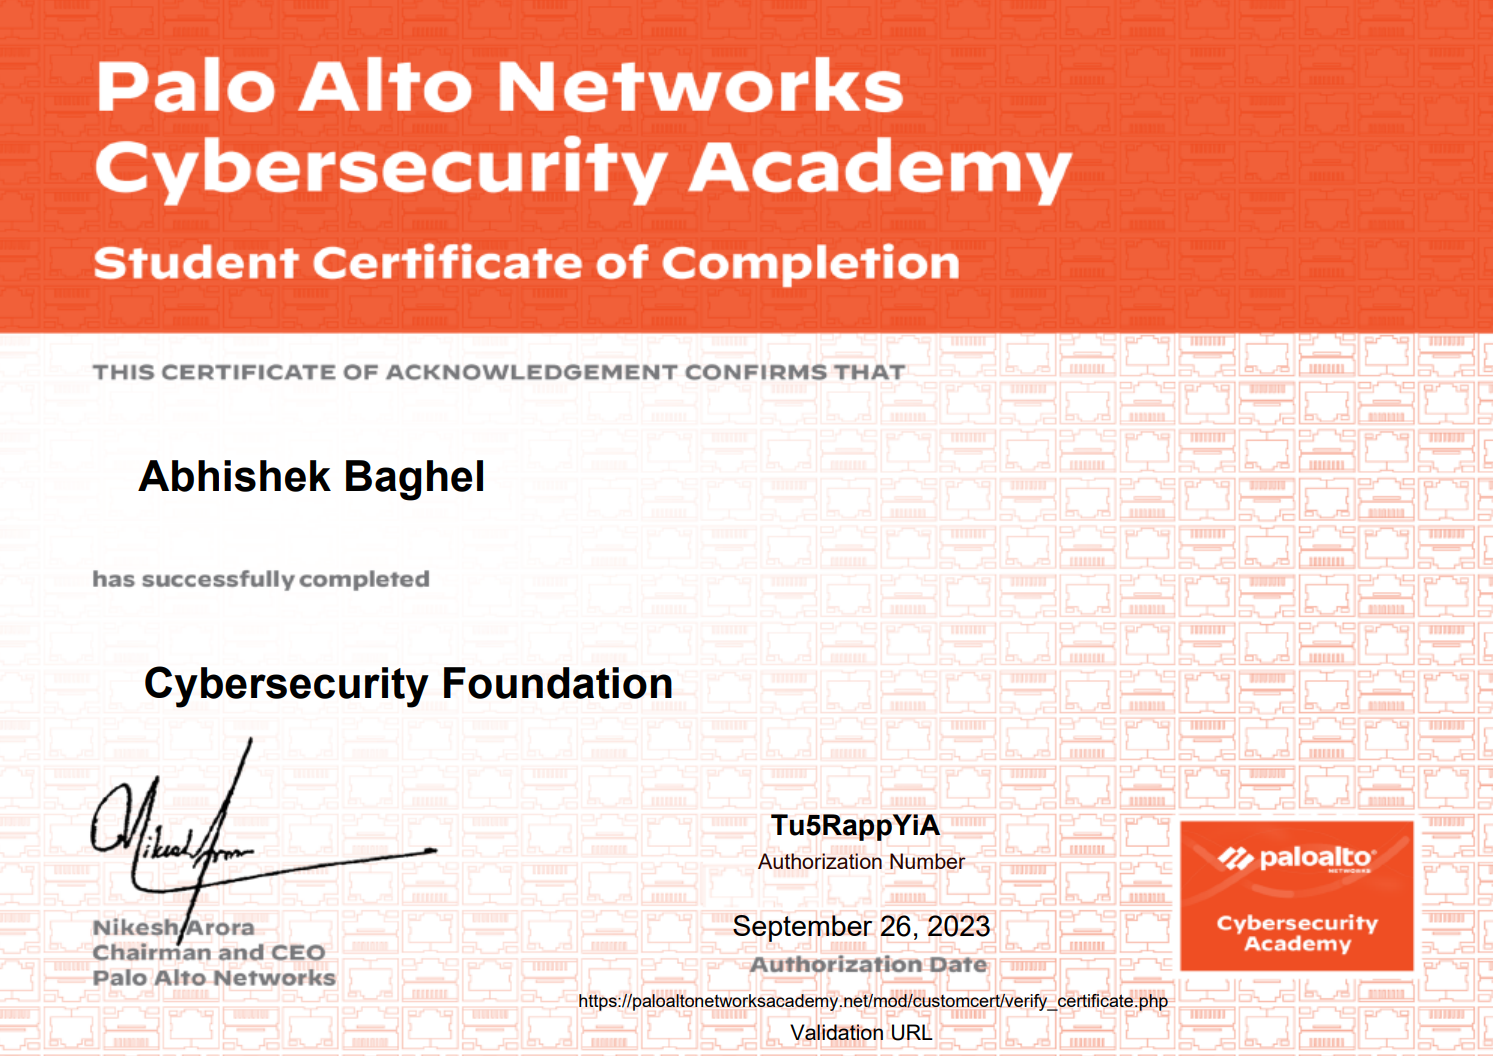 Palo Alto Networks
Cybersecurity Academy
Student Certificate of Completion
THIS CERTIFICATE OF ACKNOWLEDGEMENT CONFIRMS THAT
Abhishek Baghel
has successfully completed
Cybersecurity Foundation
Nikesh Arora
Nikesh Arora
Chairman and CEO
Palo Alto Networks
Tu5RappYiA
Authorization Number
September 26, 2023
Authorization Date
https://paloaltonetworksacademy.net/mod/customcert/verify_certificate.php
Validation URL
paloalto
NETWORKS
Cybersecurity
Academy